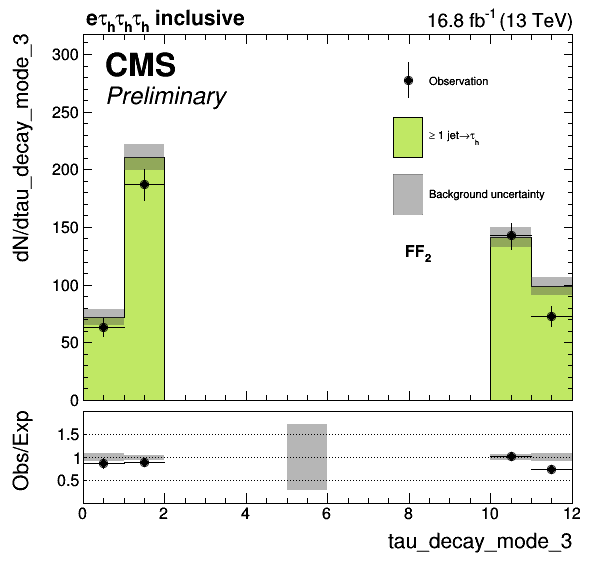 eτhτhτh inclusive
16.8 fb-1 (13 TeV)
dN/dtau_decay_mode_3
300
250
200
150
100
50
0
CMS
Preliminary
Observation
≥ 1 jet→τh
Background uncertainty
FF2
Obs/Exp
1.5
1
0.5
0 2 4 6 8 10 12
tau_decay_mode_3